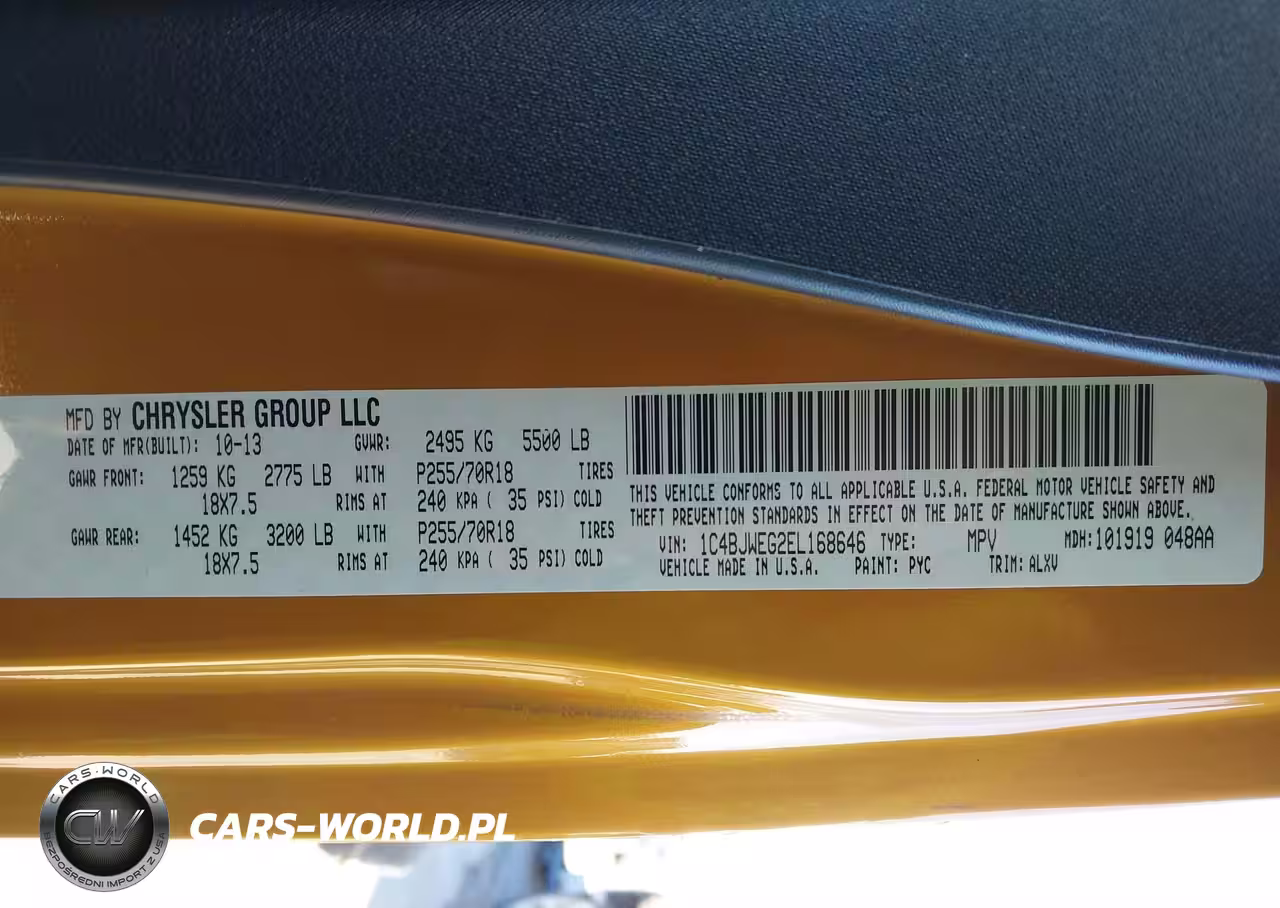 MFD BY CHRYSLER GROUP LLC
DATE OF MFR(BUILT): 10-13 GVWR: 2495 KG 5500 LB
GAWR FRONT: 1259 KG 2775 LB WITH P255/70R18 TIRES
18X7.5 RIMS AT 240 KPA ( 35 PSI) COLD
GAWR REAR: 1452 KG 3200 LB WITH P255/70R18 TIRES
18X7.5 RIMS AT 240 KPA ( 35 PSI) COLD
THIS VEHICLE CONFORMS TO ALL APPLICABLE U.S.A. FEDERAL MOTOR VEHICLE SAFETY AND
THEFT PREVENTION STANDARDS IN EFFECT ON THE DATE OF MANUFACTURE SHOWN ABOVE.
VIN: 1C4BJWEG2EL168646 TYPE: MPV MDH: 101919 048AA
VEHICLE MADE IN U.S.A. PAINT: PYC TRIM: ALXV
CARS-WORLD
CW
BEZPOŚREDNI IMPORT Z USA
CARS-WORLD.PL